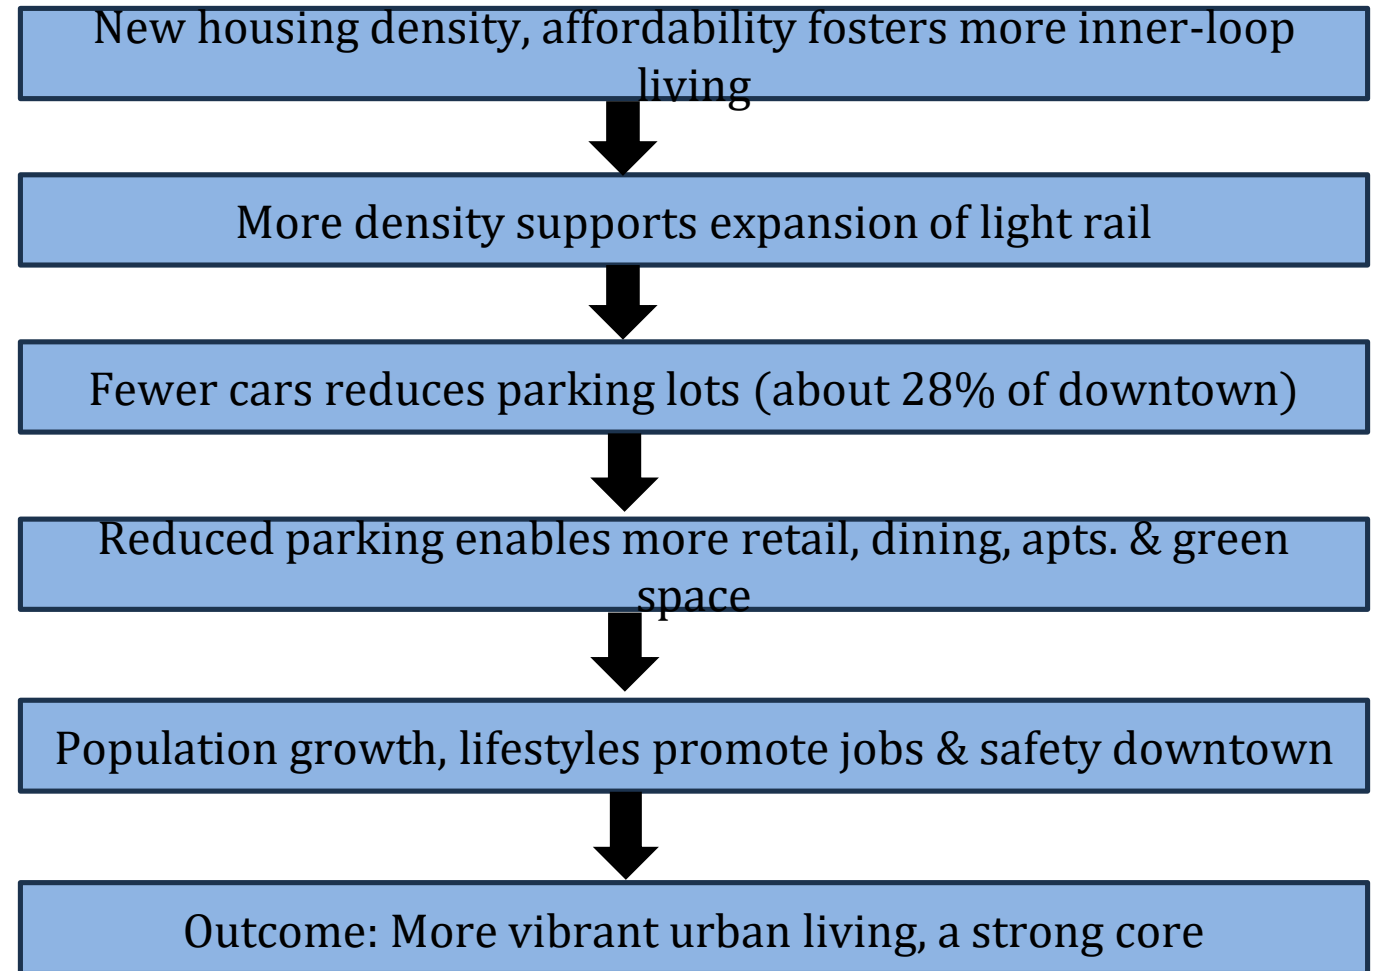 New housing density, affordability fosters more inner-loop
living
More density supports expansion of light rail
Fewer cars reduces parking lots (about 28% of downtown)
Reduced parking enables more retail, dining, apts. & green
space
Population growth, lifestyles promote jobs & safety downtown
Outcome: More vibrant urban living, a strong core